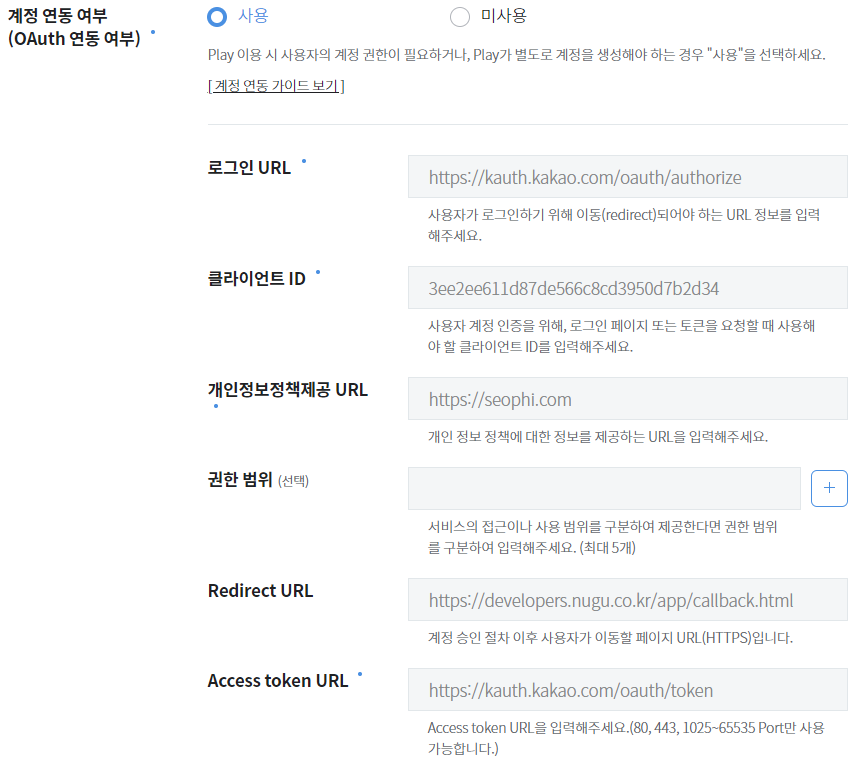 계정 연동 여부
(OAuth 연동 여부)
사용
미사용
Play 이용 시 사용자의 계정 권한이 필요하거나, Play가 별도로 계정을 생성해야 하는 경우 "사용"을 선택하세요.
[ 계정 연동 가이드 보기 ]
로그인 URL
https://kauth.kakao.com/oauth/authorize
사용자가 로그인하기 위해 이동(redirect)되어야 하는 URL 정보를 입력
해주세요.
클라이언트 ID
3ee2ee611d87de566c8cd3950d7b2d34
사용자 계정 인증을 위해, 로그인 페이지 또는 토큰을 요청할 때 사용해
야 할 클라이언트 ID를 입력해주세요.
개인정보정책제공 URL
https://seophi.com
개인 정보 정책에 대한 정보를 제공하는 URL을 입력해주세요.
권한 범위 (선택)
+
서비스의 접근이나 사용 범위를 구분하여 제공한다면 권한 범위
를 구분하여 입력해주세요. (최대 5개)
Redirect URL
https://developers.nugu.co.kr/app/callback.html
계정 승인 절차 이후 사용자가 이동할 페이지 URL(HTTPS)입니다.
Access token URL
https://kauth.kakao.com/oauth/token
Access token URL을 입력해주세요.(80, 443, 1025~65535 Port만 사용
가능합니다.)